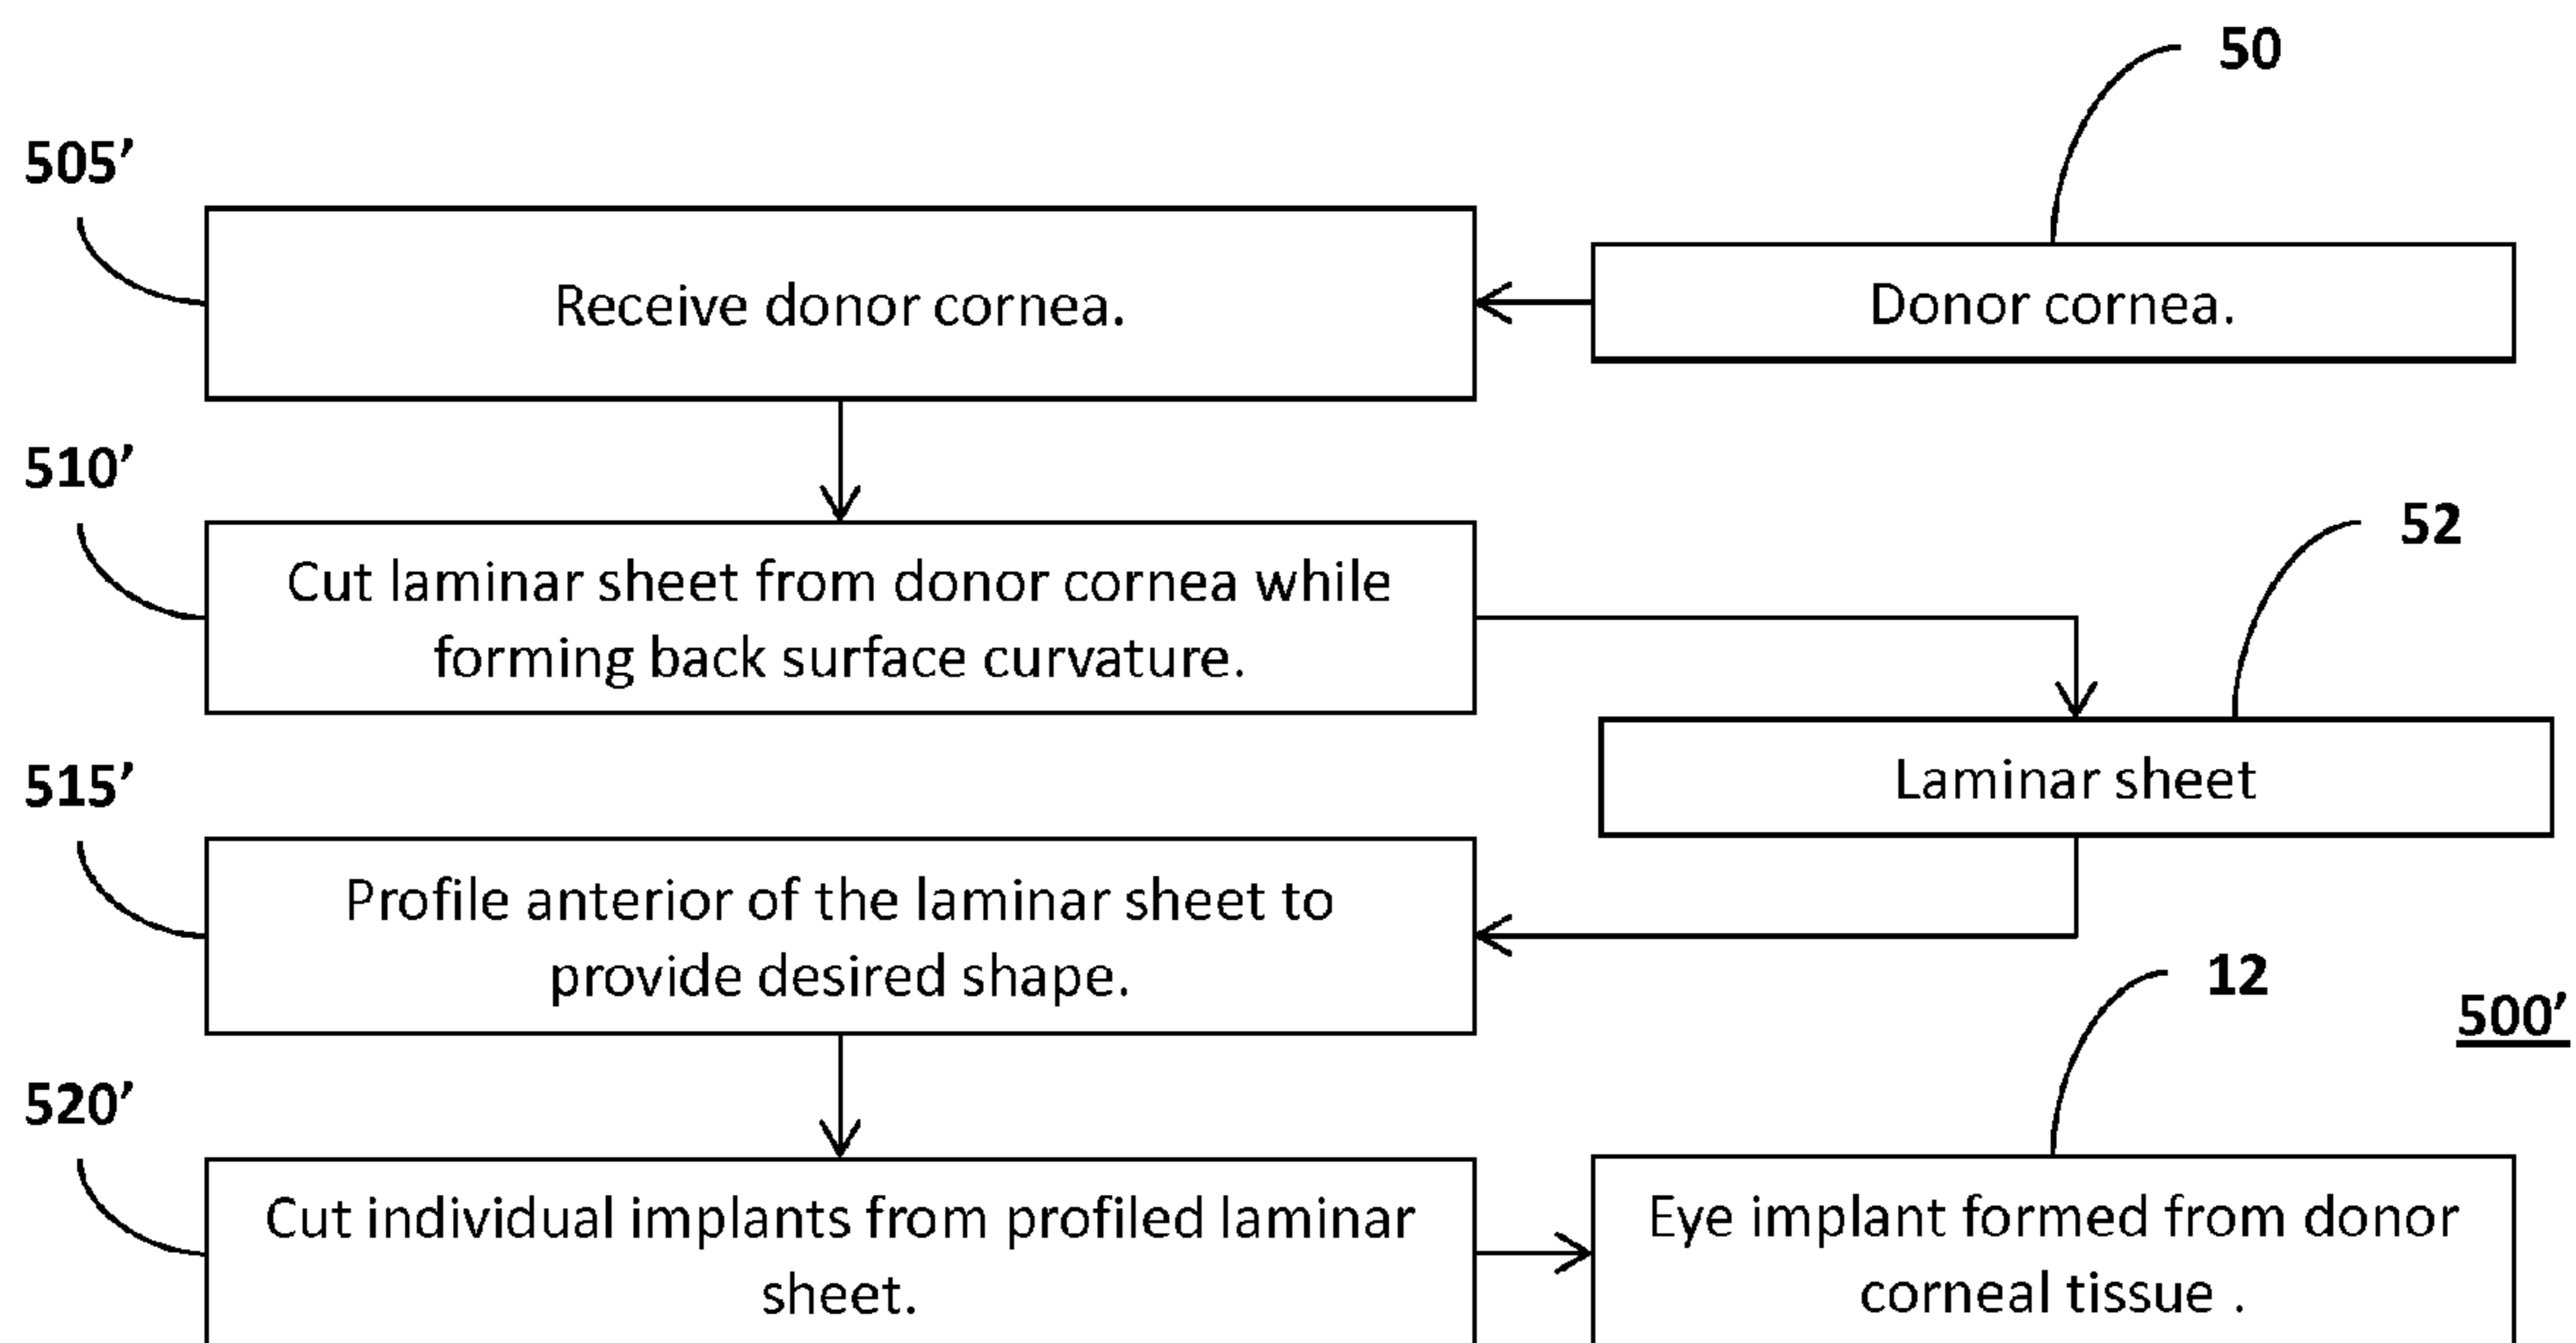 50
505’
Receive donor cornea.
Donor cornea.
510’
Cut laminar sheet from donor cornea while
forming back surface curvature.
52
Laminar sheet
515’
Profile anterior of the laminar sheet to
provide desired shape.
12
500’
520’
Cut individual implants from profiled laminar
sheet.
Eye implant formed from donor
corneal tissue .